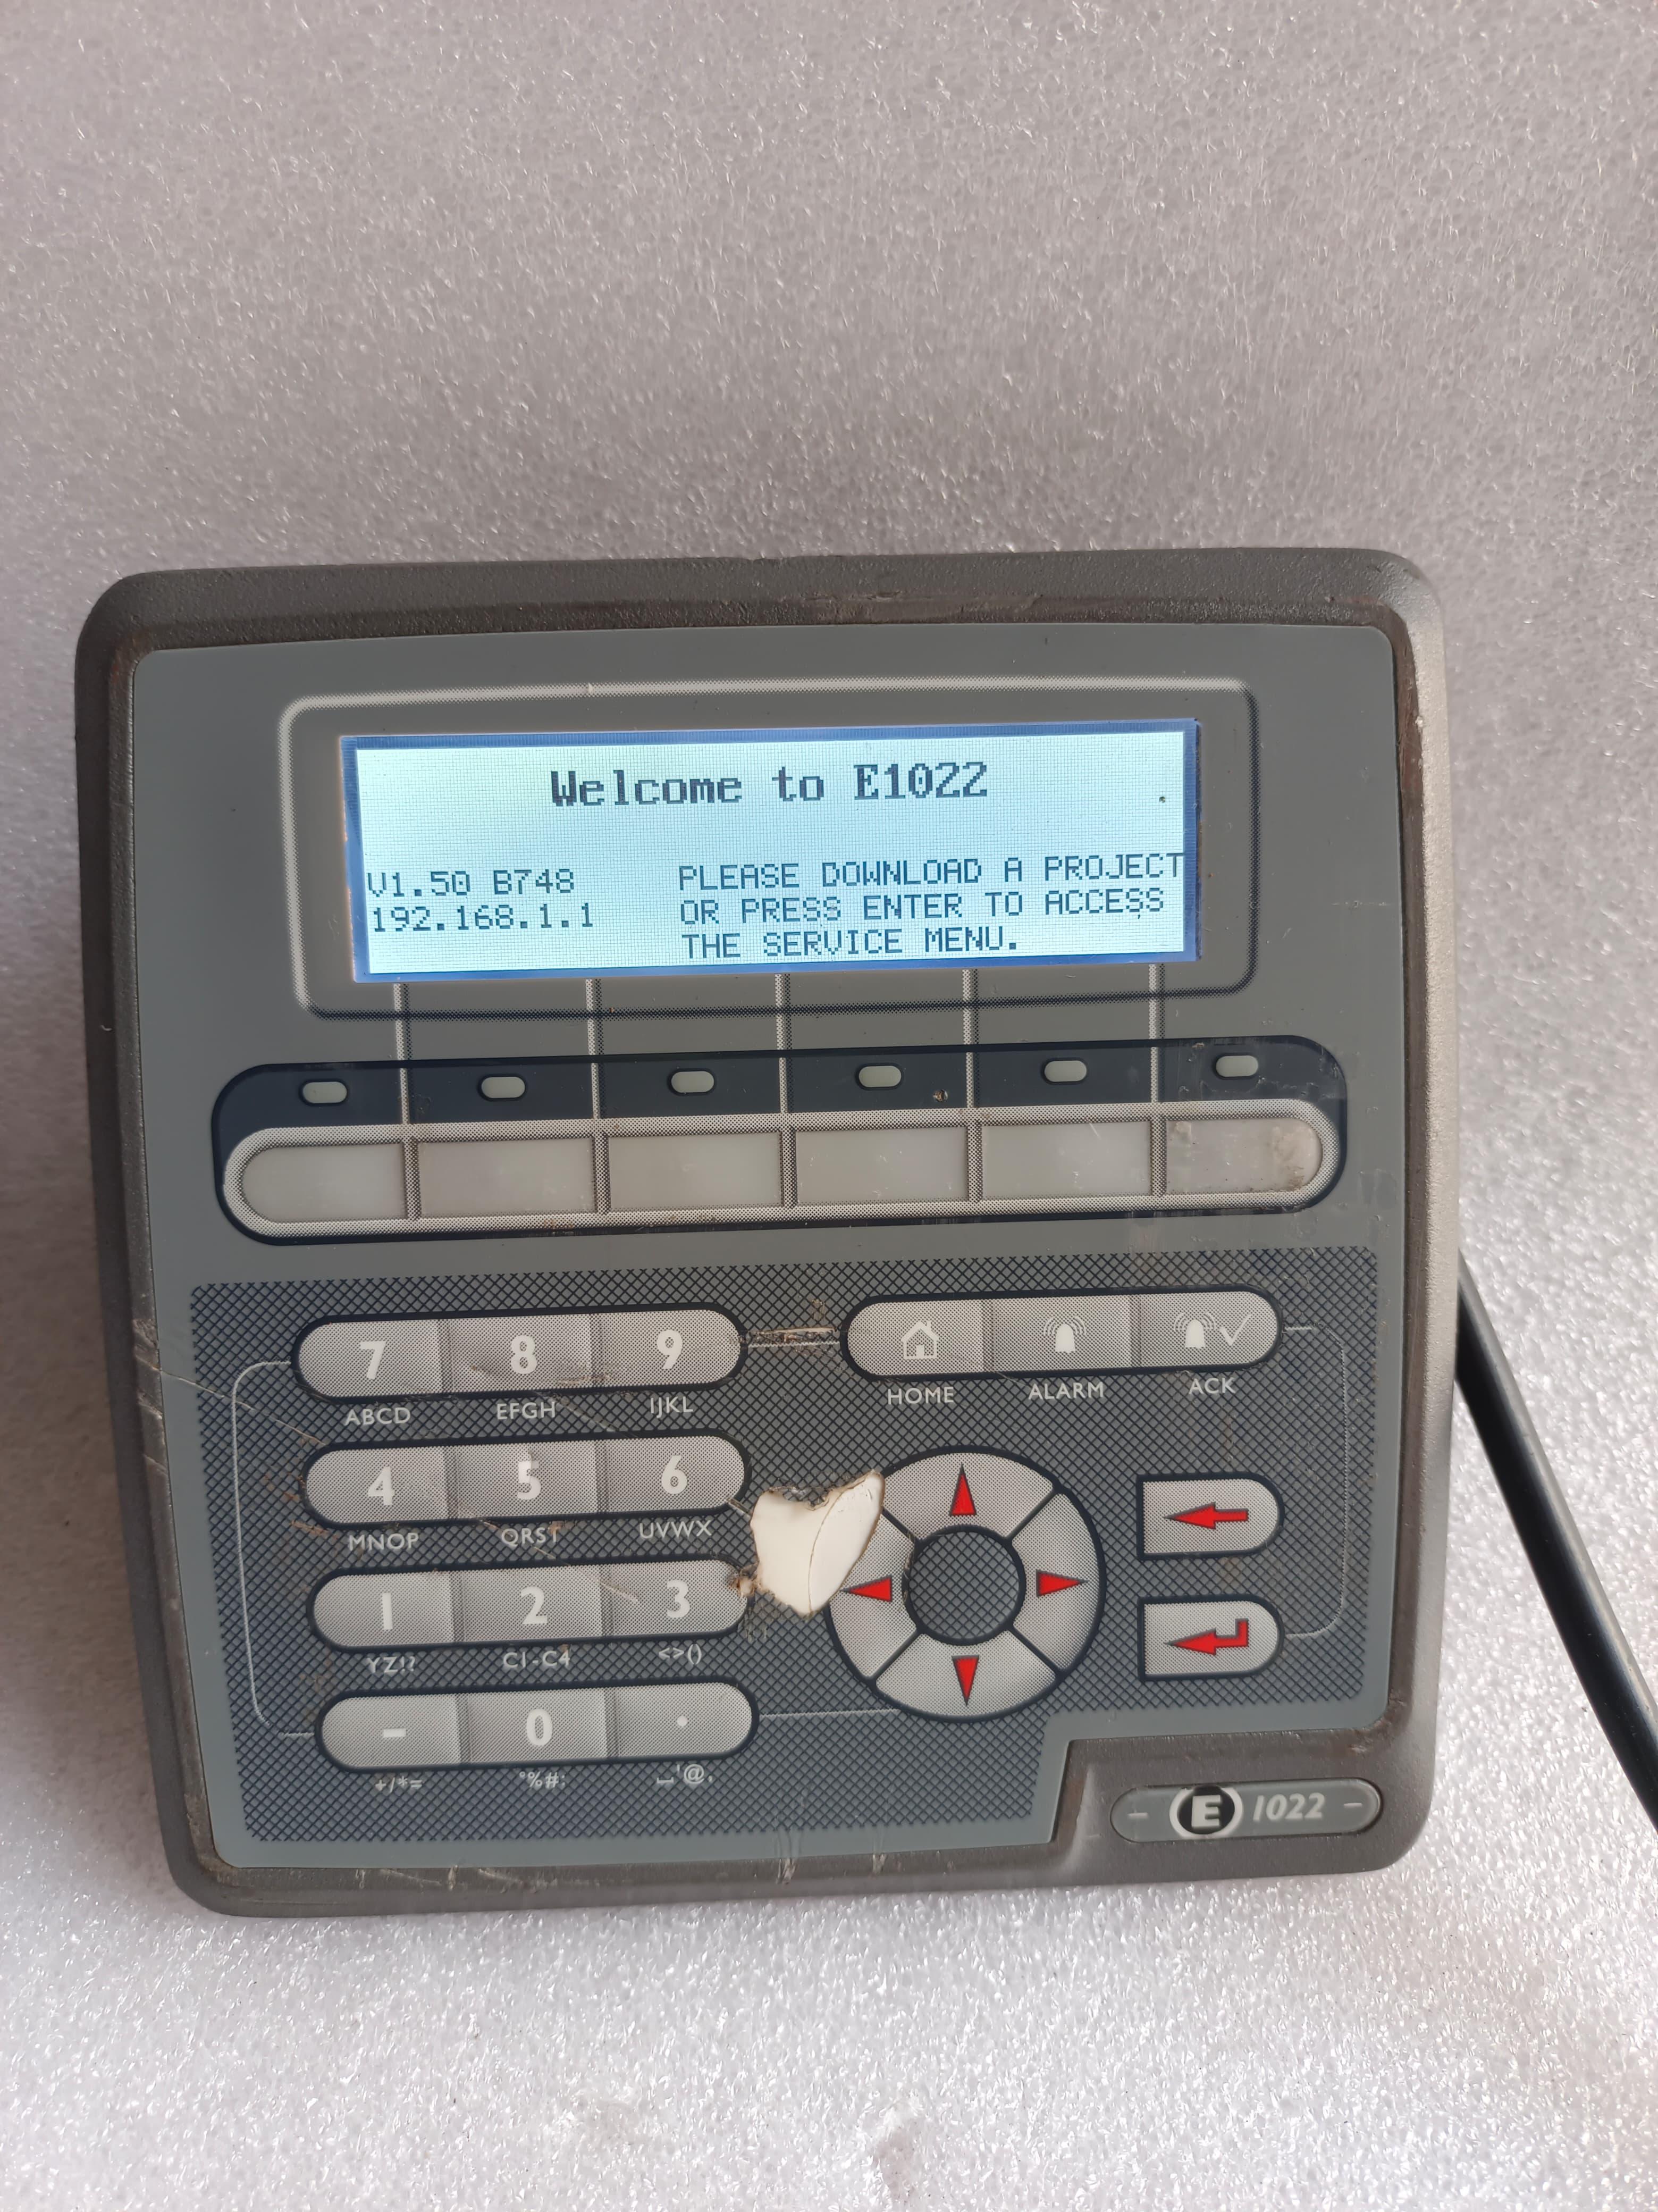 Welcome to E1022
V1.50 B748
192.168.1.1
PLEASE DOWNLOAD A PROJECT
OR PRESS ENTER TO ACCESS
THE SERVICE MENU.
7 8 9
ABCD EFGH IJKL
HOME ALARM ACK
4 5 6
MNOP QRST UVWX
1 2 3
YZ!? C1-C4 <>()
- 0 .
+/*= °%#: ⎵'@,
E 1022